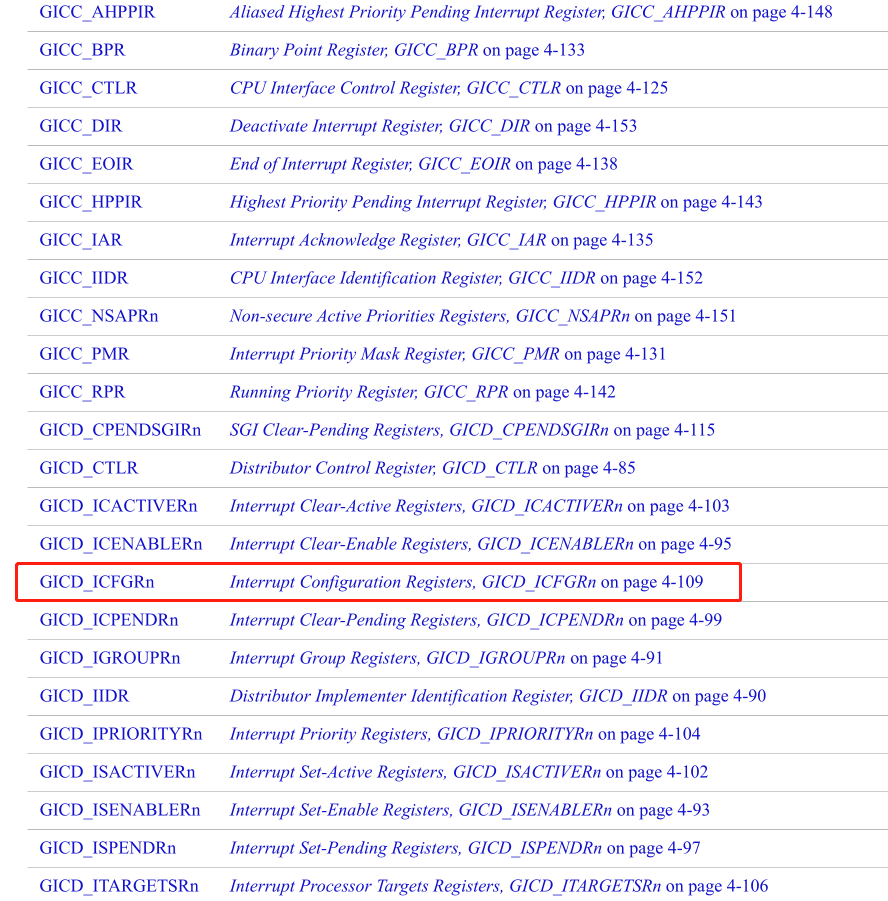 GICC_AHPPIR Aliased Highest Priority Pending Interrupt Register, GICC_AHPPIR on page 4-148
GICC_BPR Binary Point Register, GICC_BPR on page 4-133
GICC_CTLR CPU Interface Control Register, GICC_CTLR on page 4-125
GICC_DIR Deactivate Interrupt Register, GICC_DIR on page 4-153
GICC_EOIR End of Interrupt Register, GICC_EOIR on page 4-138
GICC_HPPIR Highest Priority Pending Interrupt Register, GICC_HPPIR on page 4-143
GICC_IAR Interrupt Acknowledge Register, GICC_IAR on page 4-135
GICC_IIDR CPU Interface Identification Register, GICC_IIDR on page 4-152
GICC_NSAPRn Non-secure Active Priorities Registers, GICC_NSAPRn on page 4-151
GICC_PMR Interrupt Priority Mask Register, GICC_PMR on page 4-131
GICC_RPR Running Priority Register, GICC_RPR on page 4-142
GICD_CPENDSGIRn SGI Clear-Pending Registers, GICD_CPENDSGIRn on page 4-115
GICD_CTLR Distributor Control Register, GICD_CTLR on page 4-85
GICD_ICACTIVERn Interrupt Clear-Active Registers, GICD_ICACTIVERn on page 4-103
GICD_ICENABLERn Interrupt Clear-Enable Registers, GICD_ICENABLERn on page 4-95
GICD_ICFGRn Interrupt Configuration Registers, GICD_ICFGRn on page 4-109
GICD_ICPENDRn Interrupt Clear-Pending Registers, GICD_ICPENDRn on page 4-99
GICD_IGROUPRn Interrupt Group Registers, GICD_IGROUPRn on page 4-91
GICD_IIDR Distributor Implementer Identification Register, GICD_IIDR on page 4-90
GICD_IPRIORITYRn Interrupt Priority Registers, GICD_IPRIORITYRn on page 4-104
GICD_ISACTIVERn Interrupt Set-Active Registers, GICD_ISACTIVERn on page 4-102
GICD_ISENABLERn Interrupt Set-Enable Registers, GICD_ISENABLERn on page 4-93
GICD_ISPENDRn Interrupt Set-Pending Registers, GICD_ISPENDRn on page 4-97
GICD_ITARGETSRn Interrupt Processor Targets Registers, GICD_ITARGETSRn on page 4-106